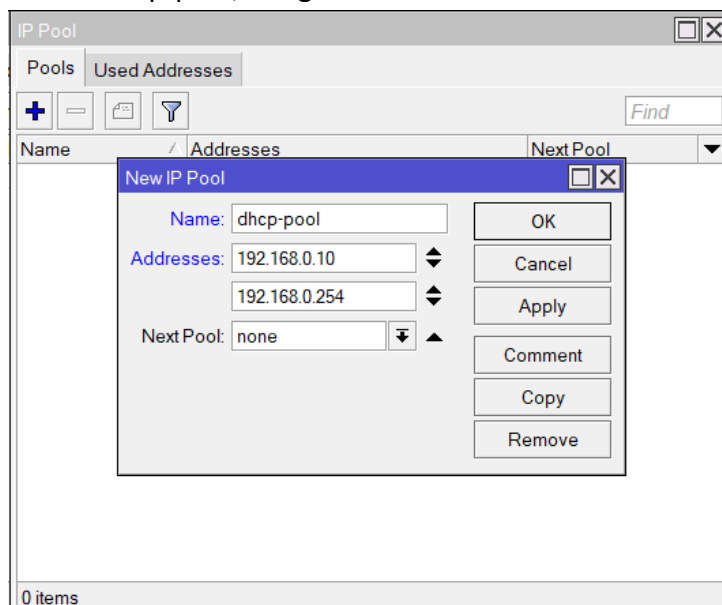 IP Pool
Pools Used Addresses
Find
Name Addresses Next Pool
New IP Pool
Name: dhcp-pool OK
Addresses: 192.168.0.10 Cancel
192.168.0.254 Apply
Next Pool: none
Comment
Copy
Remove
0 items